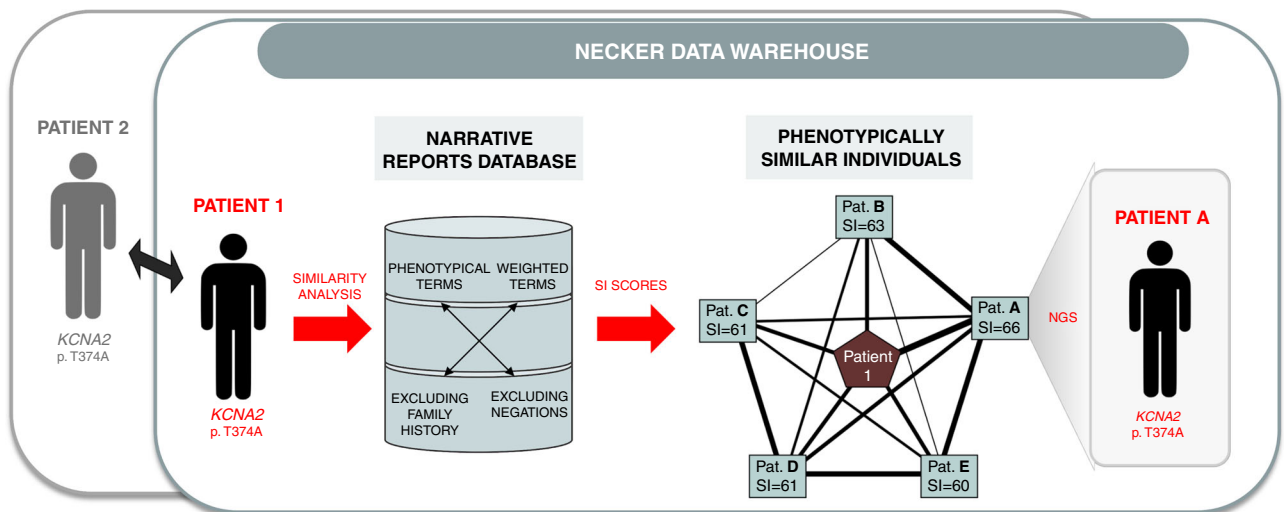 NECKER DATA WAREHOUSE
PATIENT 2
KCNA2
p. T374A
PATIENT 1
KCNA2
p. T374A
SIMILARITY
ANALYSIS
NARRATIVE
REPORTS DATABASE
PHENOTYPICAL
TERMS
WEIGHTED
TERMS
EXCLUDING
FAMILY
HISTORY
EXCLUDING
NEGATIONS
SI SCORES
PHENOTYPICALLY
SIMILAR INDIVIDUALS
Pat. B
SI=63
Pat. C
SI=61
Pat. A
SI=66
Patient
1
Pat. D
SI=61
Pat. E
SI=60
NGS
PATIENT A
KCNA2
p. T374A